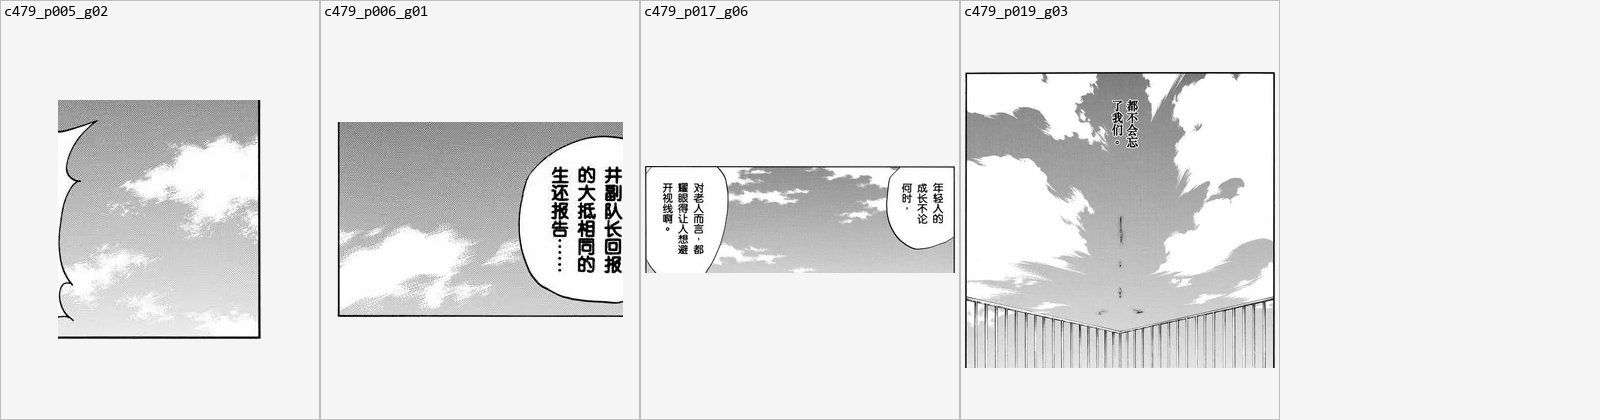 c479_p005_g02
c479_p006_g01
井副队长回报
的大抵相同的
生还报告……
c479_p017_g06
年轻人的
成长不论
何时，
对老人而言，都
耀眼得让人想避
开视线啊。
c479_p019_g03
都不会忘
了我们。